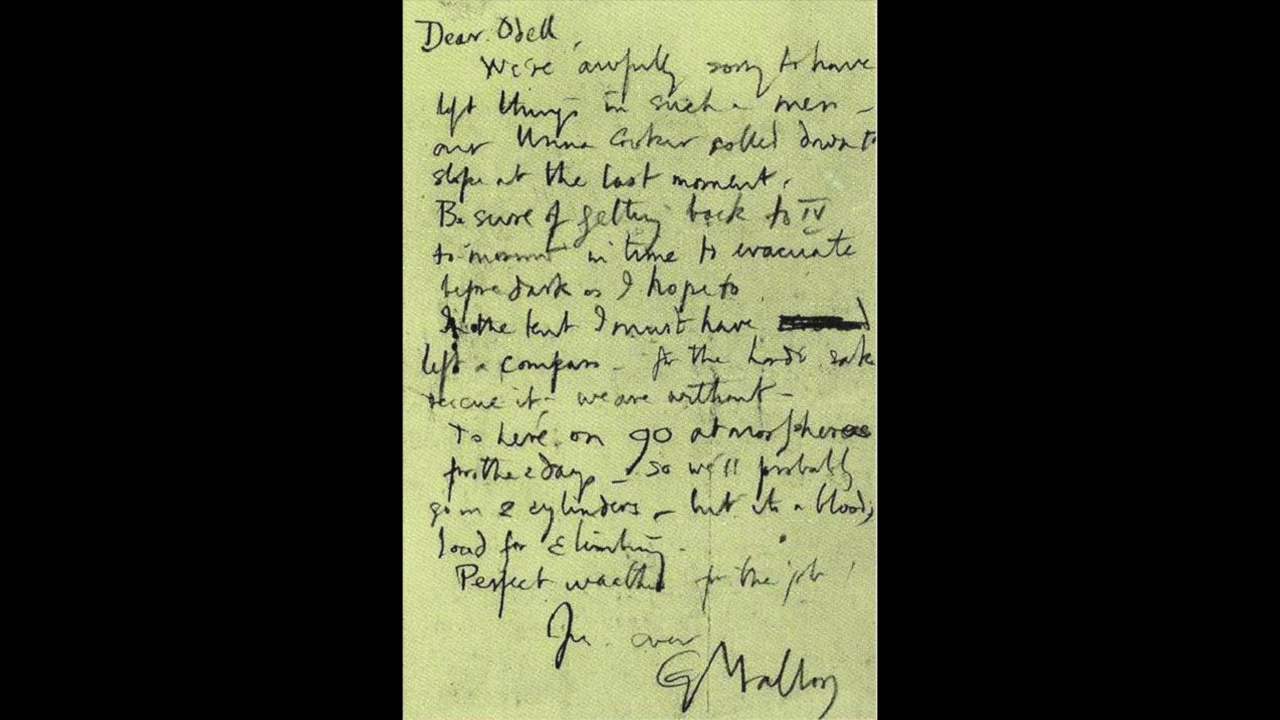 Dear Odell,
We're awfully sorry to have
left things in such a mess –
our Unna Cooker rolled down the
slope at the last moment.
Be sure of getting back to IV
to-morrow in time to evacuate
before dark as I hope to.
In the tent I must have
left a compass – for the Lord's sake
rescue it; we are without –
To here on 90 atmospheres
for the 2 days – so we'll probably
go on 2 cylinders – but its a bloody
load for climbing.
Perfect weather for the job!
Yrs. ever
G Mallory